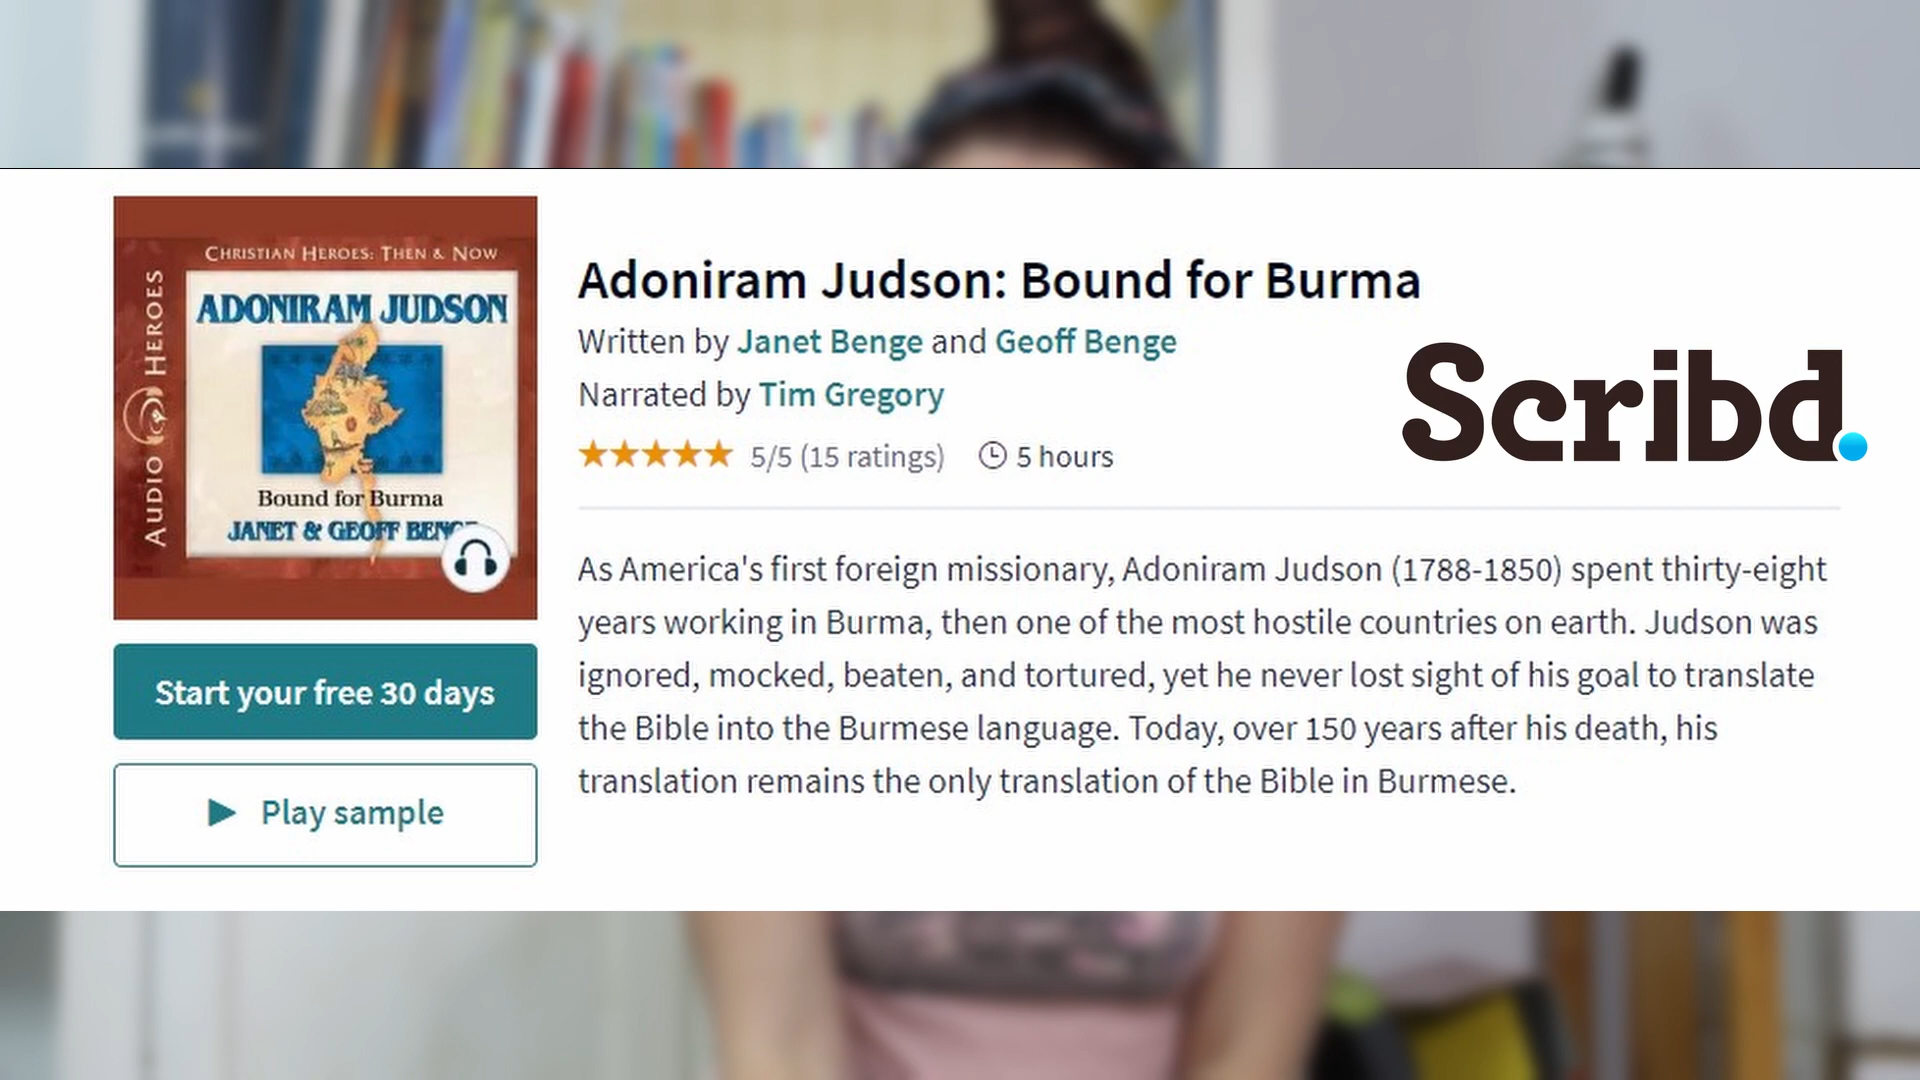 CHRISTIAN HEROES: THEN & NOW
AUDIO HEROES
ADONIRAM JUDSON
Bound for Burma
JANET & GEOFF BENGE
Start your free 30 days
Play sample
Adoniram Judson: Bound for Burma
Written by Janet Benge and Geoff Benge
Narrated by Tim Gregory
5/5 (15 ratings) 5 hours
Scribd.
As America's first foreign missionary, Adoniram Judson (1788-1850) spent thirty-eight
years working in Burma, then one of the most hostile countries on earth. Judson was
ignored, mocked, beaten, and tortured, yet he never lost sight of his goal to translate
the Bible into the Burmese language. Today, over 150 years after his death, his
translation remains the only translation of the Bible in Burmese.